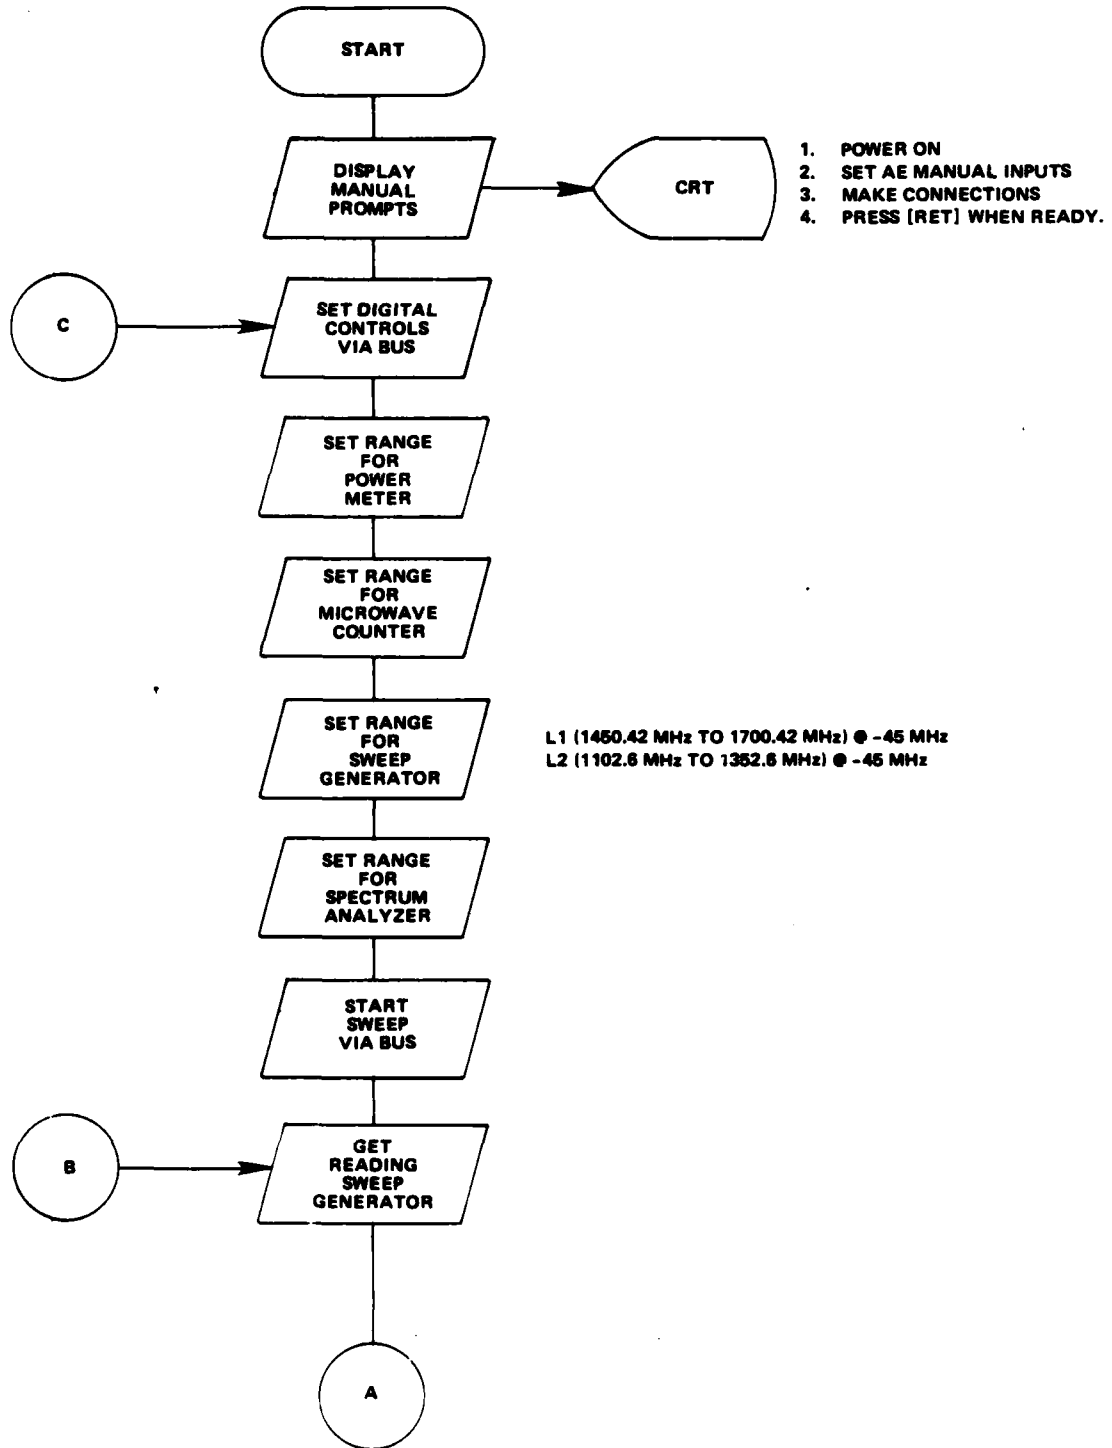 START
DISPLAY
MANUAL
PROMPTS
CRT
1. POWER ON
2. SET AE MANUAL INPUTS
3. MAKE CONNECTIONS
4. PRESS [RET] WHEN READY.
C
SET DIGITAL
CONTROLS
VIA BUS
SET RANGE
FOR
POWER
METER
SET RANGE
FOR
MICROWAVE
COUNTER
SET RANGE
FOR
SWEEP
GENERATOR
L1 (1450.42 MHz TO 1700.42 MHz) @ -45 MHz
L2 (1102.6 MHz TO 1352.6 MHz) @ -45 MHz
SET RANGE
FOR
SPECTRUM
ANALYZER
START
SWEEP
VIA BUS
B
GET
READING
SWEEP
GENERATOR
A